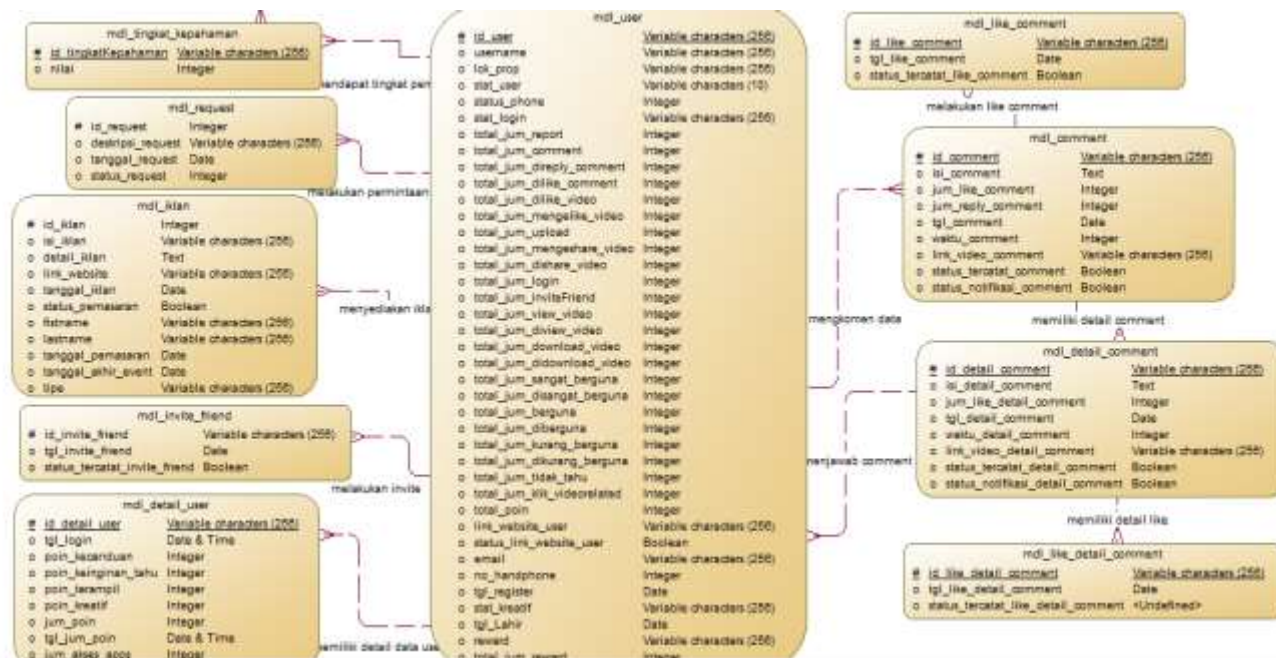 mdl_tingkat_kepahaman
# id_tingkatKepahaman Variable characters (256)
o nilai Integer
mendapat tingkat pem
mdl_request
# id_request Integer
o deskripsi_request Variable characters (256)
o tanggal_request Date
o status_request Integer
melakukan permintaan
mdl_iklan
# id_iklan Integer
o isi_iklan Variable characters (256)
o detail_iklan Text
o link_website Variable characters (256)
o tanggal_iklan Date
o status_pemasaran Boolean
o fistname Variable characters (256)
o lastname Variable characters (256)
o tanggal_pemasaran Date
o tanggal_akhir_event Date
o tipe Variable characters (256)
menyediakan ikla
mdl_invite_friend
# id_invite_friend Variable characters (256)
o tgl_invite_friend Date
o status_tercatat_invite_friend Boolean
melakukan invite
mdl_detail_user
# id_detail_user Variable characters (256)
o tgl_login Date & Time
o poin_kecanduan Integer
o poin_keinginan_tahu Integer
o poin_terampil Integer
o poin_kreatif Integer
o jum_poin Integer
o tgl_jum_poin Date & Time
o jum_akses_apps Integer
memiliki detail data use
mdl_user
# id_user Variable characters (256)
o username Variable characters (256)
o lok_prop Variable characters (256)
o stat_user Variable characters (10)
o status_phone Integer
o stat_login Variable characters (256)
o total_jum_report Integer
o total_jum_comment Integer
o total_jum_direply_comment Integer
o total_jum_dilike_comment Integer
o total_jum_dilike_video Integer
o total_jum_mengelike_video Integer
o total_jum_upload Integer
o total_jum_mengeshare_video Integer
o total_jum_dishare_video Integer
o total_jum_login Integer
o total_jum_inviteFriend Integer
o total_jum_view_video Integer
o total_jum_diview_video Integer
o total_jum_download_video Integer
o total_jum_didownload_video Integer
o total_jum_sangat_berguna Integer
o total_jum_disangat_berguna Integer
o total_jum_berguna Integer
o total_jum_diberguna Integer
o total_jum_kurang_berguna Integer
o total_jum_dikurang_berguna Integer
o total_jum_tidak_tahu Integer
o total_jum_klik_videorelated Integer
o total_poin Integer
o link_website_user Variable characters (256)
o status_link_website_user Boolean
o email Variable characters (256)
o no_handphone Integer
o tgl_register Date
o stat_kreatif Variable characters (256)
o tgl_Lahir Date
o reward Variable characters (256)
o total_jum_reward Integer
mdl_like_comment
# id_like_comment Variable characters (256)
o tgl_like_comment Date
o status_tercatat_like_comment Boolean
melakukan like comment
mdl_comment
# id_comment Variable characters (256)
o isi_comment Text
o jum_like_comment Integer
o jum_reply_comment Integer
o tgl_comment Date
o waktu_comment Integer
o link_video_comment Variable characters (256)
o status_tercatat_comment Boolean
o status_notifikasi_comment Boolean
mengkomen data
memiliki detail comment
mdl_detail_comment
# id_detail_comment Variable characters (256)
o isi_detail_comment Text
o jum_like_detail_comment Integer
o tgl_detail_comment Date
o waktu_detail_comment Integer
o link_video_detail_comment Variable characters (256)
o status_tercatat_detail_comment Boolean
o status_notifikasi_detail_comment Boolean
menjawab comment
memiliki detail like
mdl_like_detail_comment
# id_like_detail_comment Variable characters (256)
o tgl_like_detail_comment Date
o status_tercatat_like_detail_comment <Undefined>